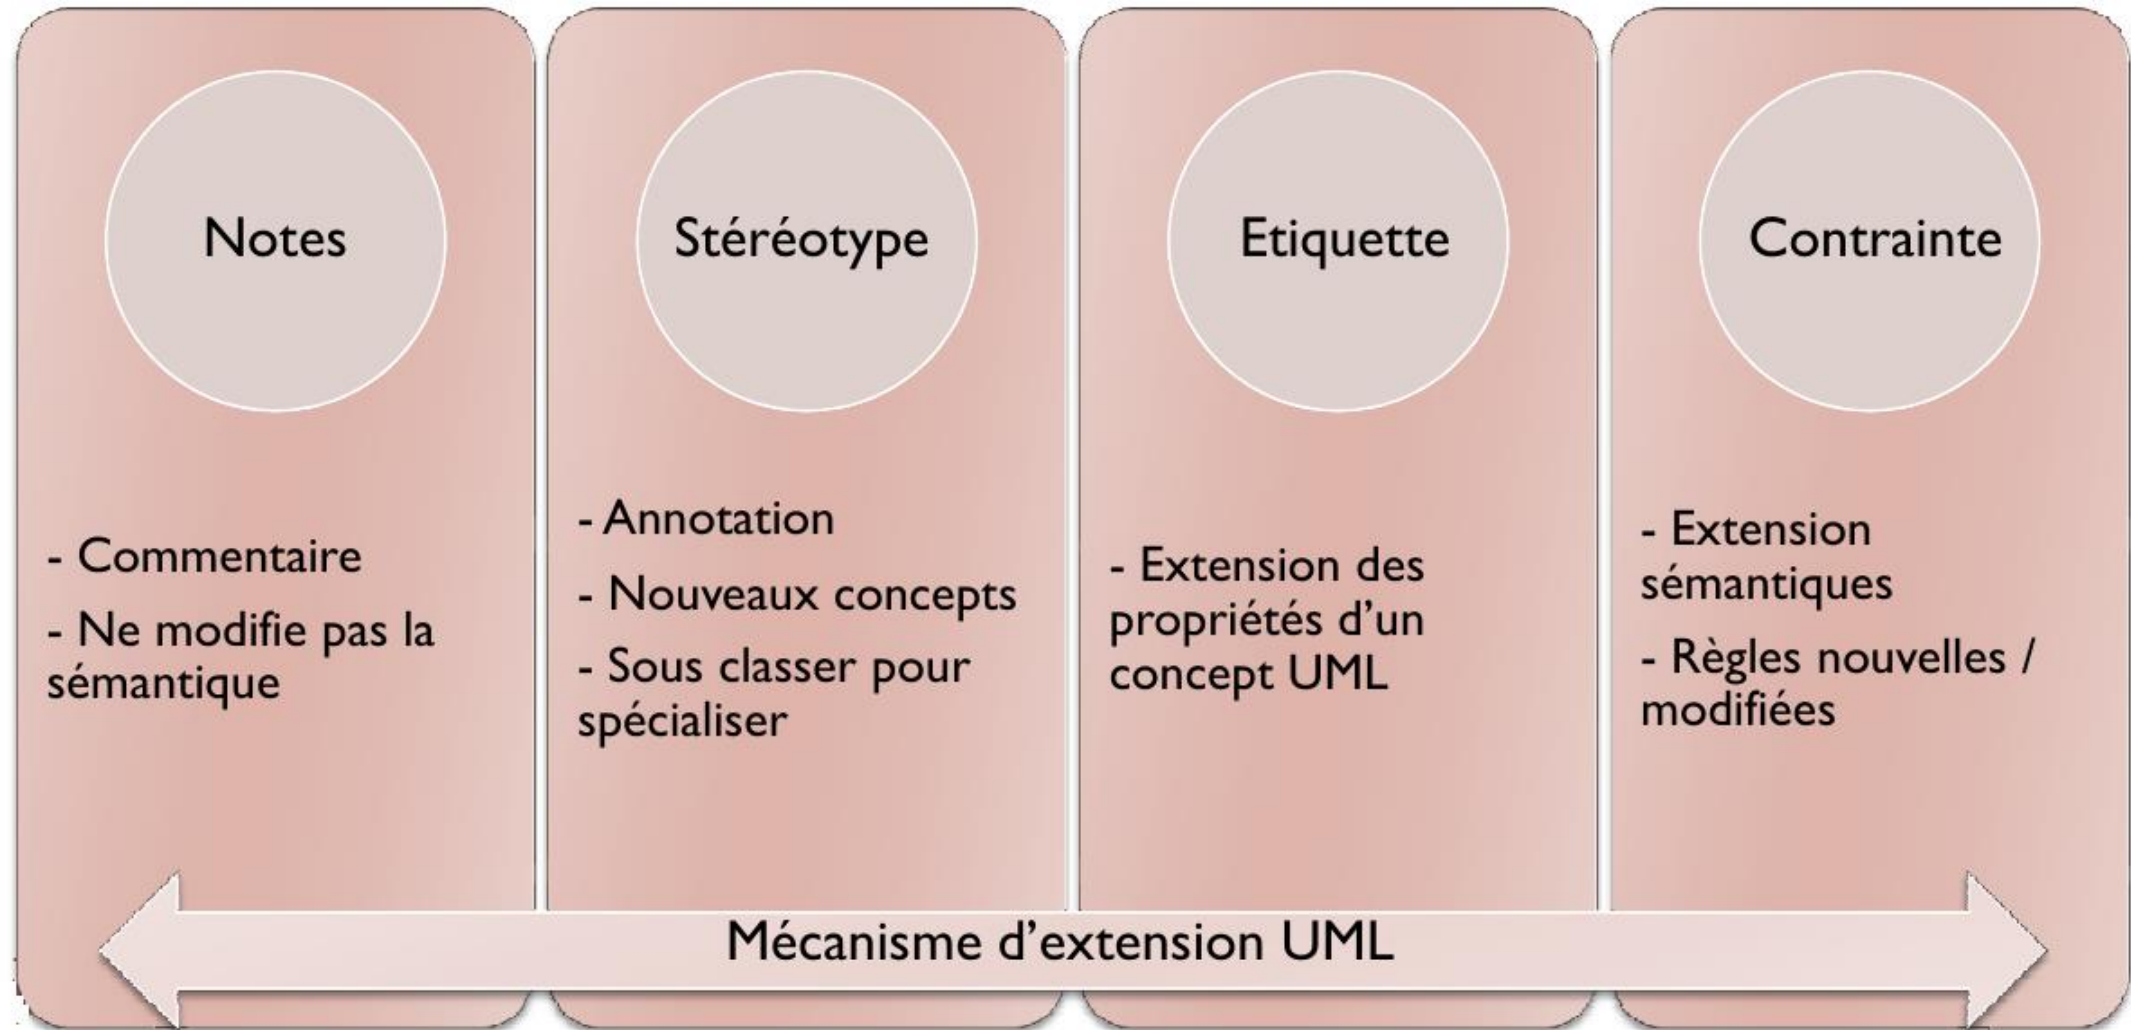 Notes
- Commentaire
- Ne modifie pas la
sémantique
Stéréotype
- Annotation
- Nouveaux concepts
- Sous classer pour
spécialiser
Etiquette
- Extension des
propriétés d’un
concept UML
Contrainte
- Extension
sémantiques
- Règles nouvelles /
modifiées
Mécanisme d’extension UML